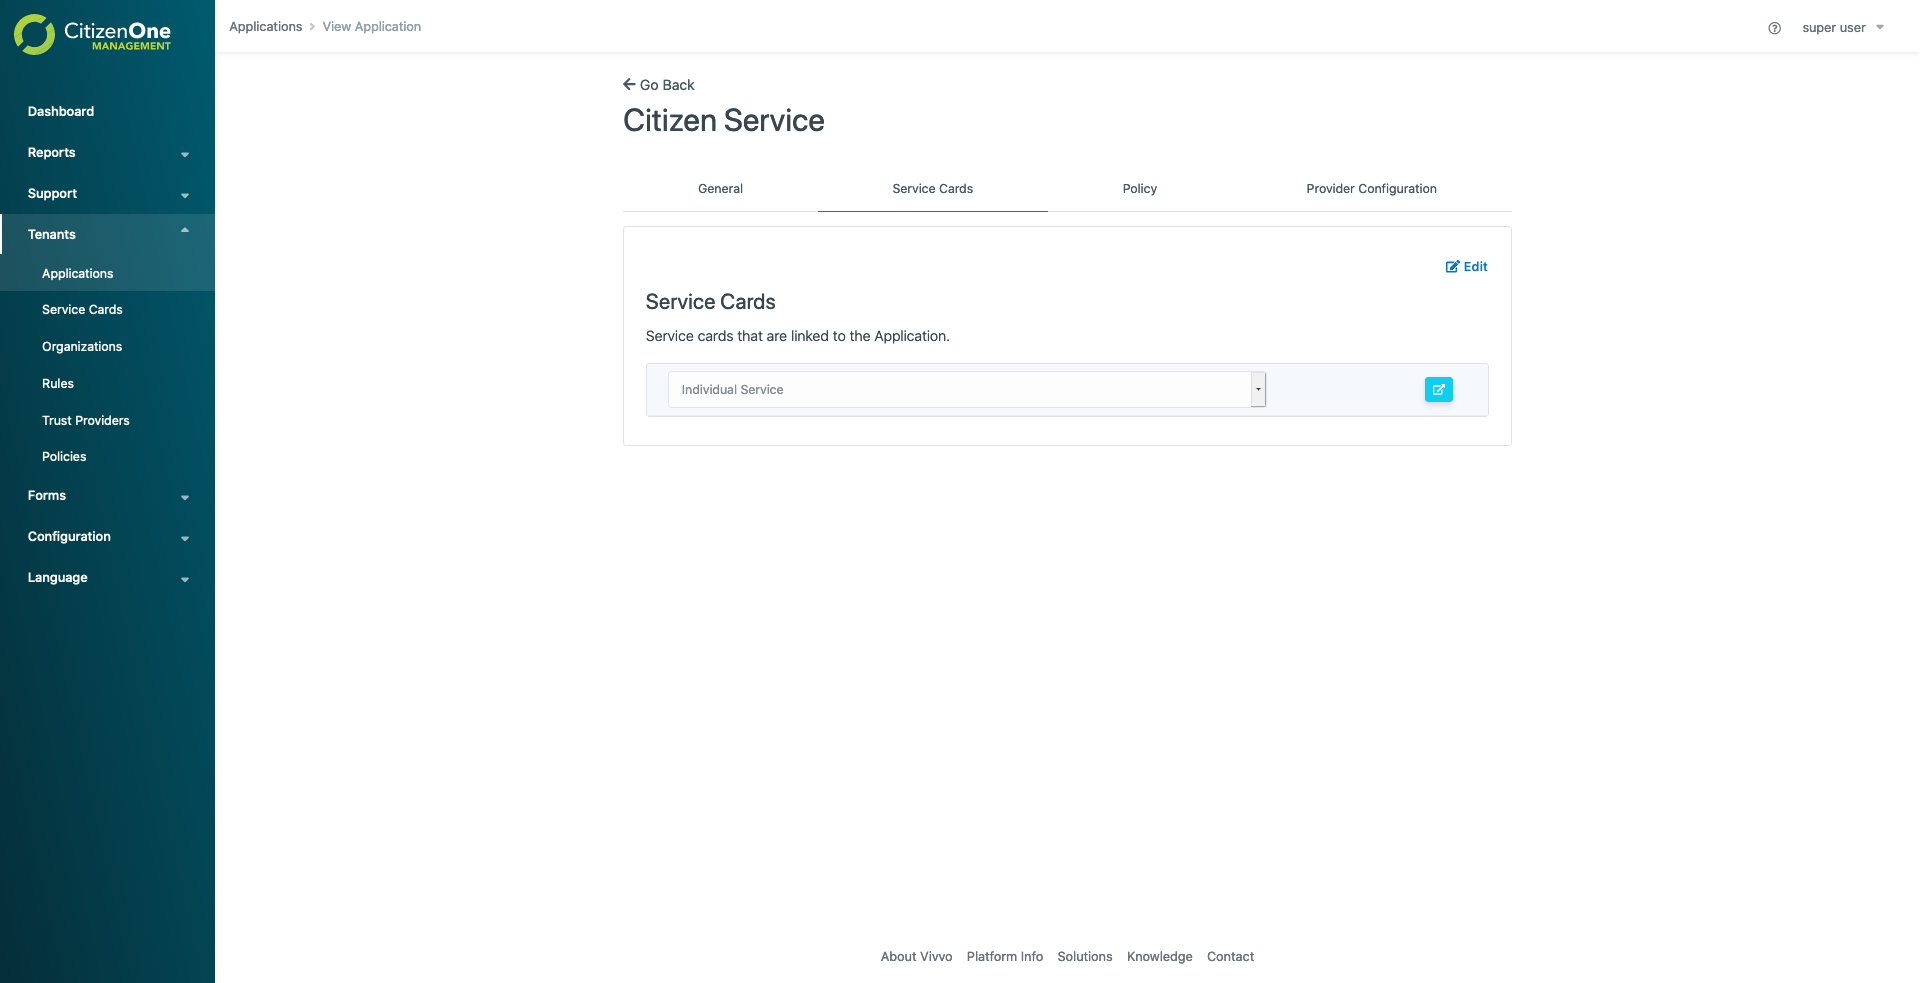 CitizenOne
MANAGEMENT
Dashboard
Reports
Support
Tenants
Applications
Service Cards
Organizations
Rules
Trust Providers
Policies
Forms
Configuration
Language
Applications > View Application
super user
Go Back
Citizen Service
General Service Cards Policy Provider Configuration
Edit
Service Cards
Service cards that are linked to the Application.
Individual Service
About Vivvo Platform Info Solutions Knowledge Contact